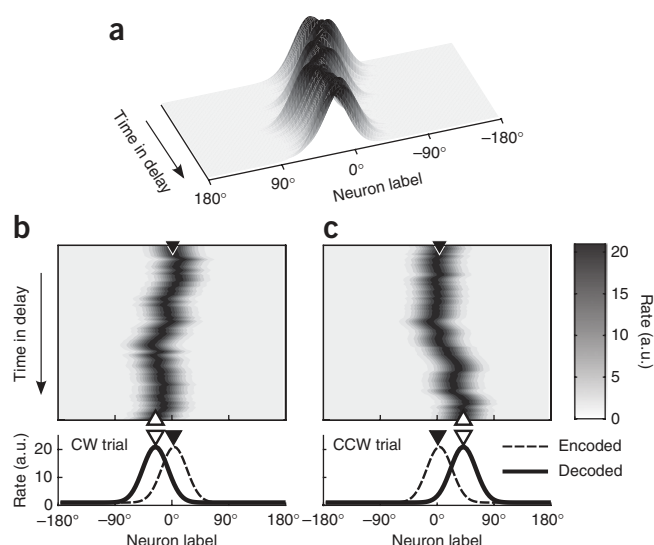 a
Time in delay
180°
90°
0°
−90°
−180°
Neuron label
b
c
Time in delay
20
15
10
5
0
Rate (a.u.)
CW trial
CCW trial
Encoded
Decoded
Rate (a.u.)
20
10
0
−180° −90° 0° 90° 180°
−180° −90° 0° 90° 180°
Neuron label
Neuron label